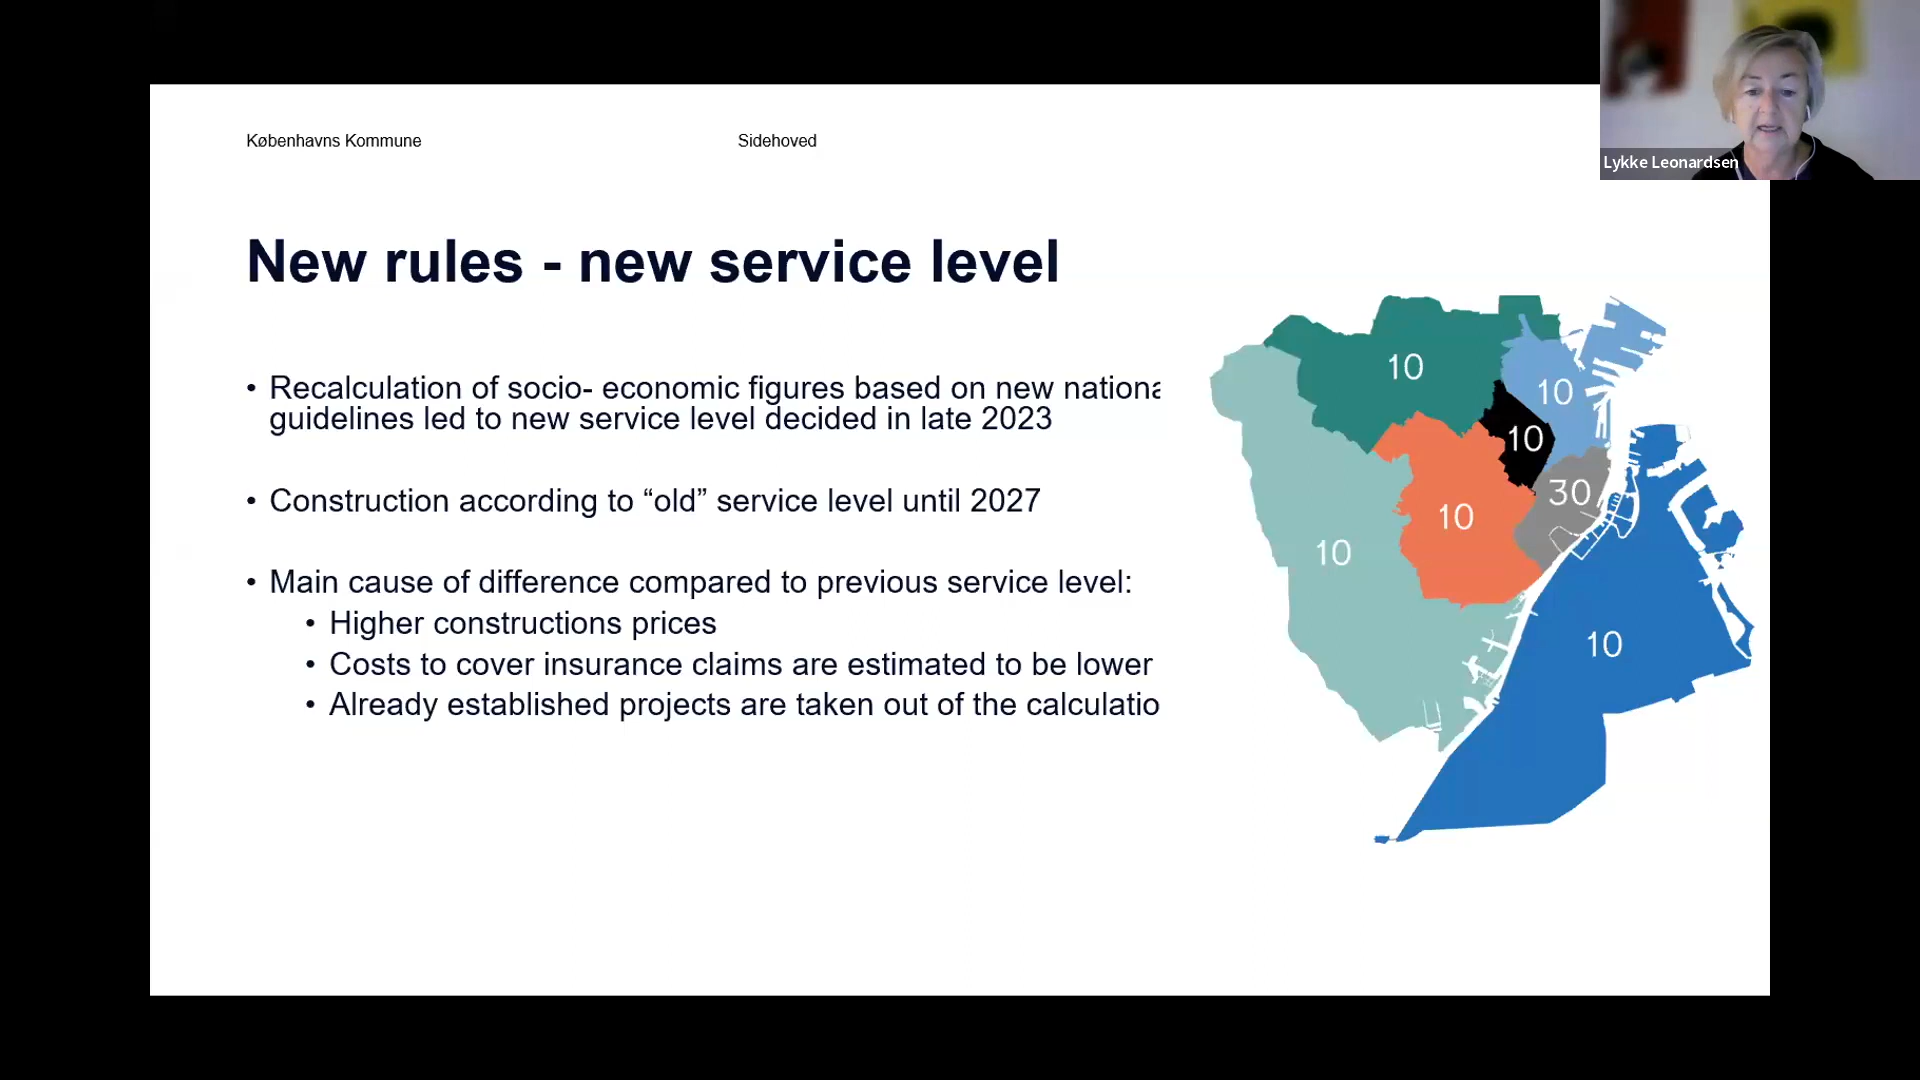 Københavns Kommune
Sidehoved
Lykke Leonardsen
New rules - new service level
• Recalculation of socio- economic figures based on new nationa
guidelines led to new service level decided in late 2023
• Construction according to “old” service level until 2027
• Main cause of difference compared to previous service level:
• Higher constructions prices
• Costs to cover insurance claims are estimated to be lower
• Already established projects are taken out of the calculatio
10
10
10
30
10
10
10